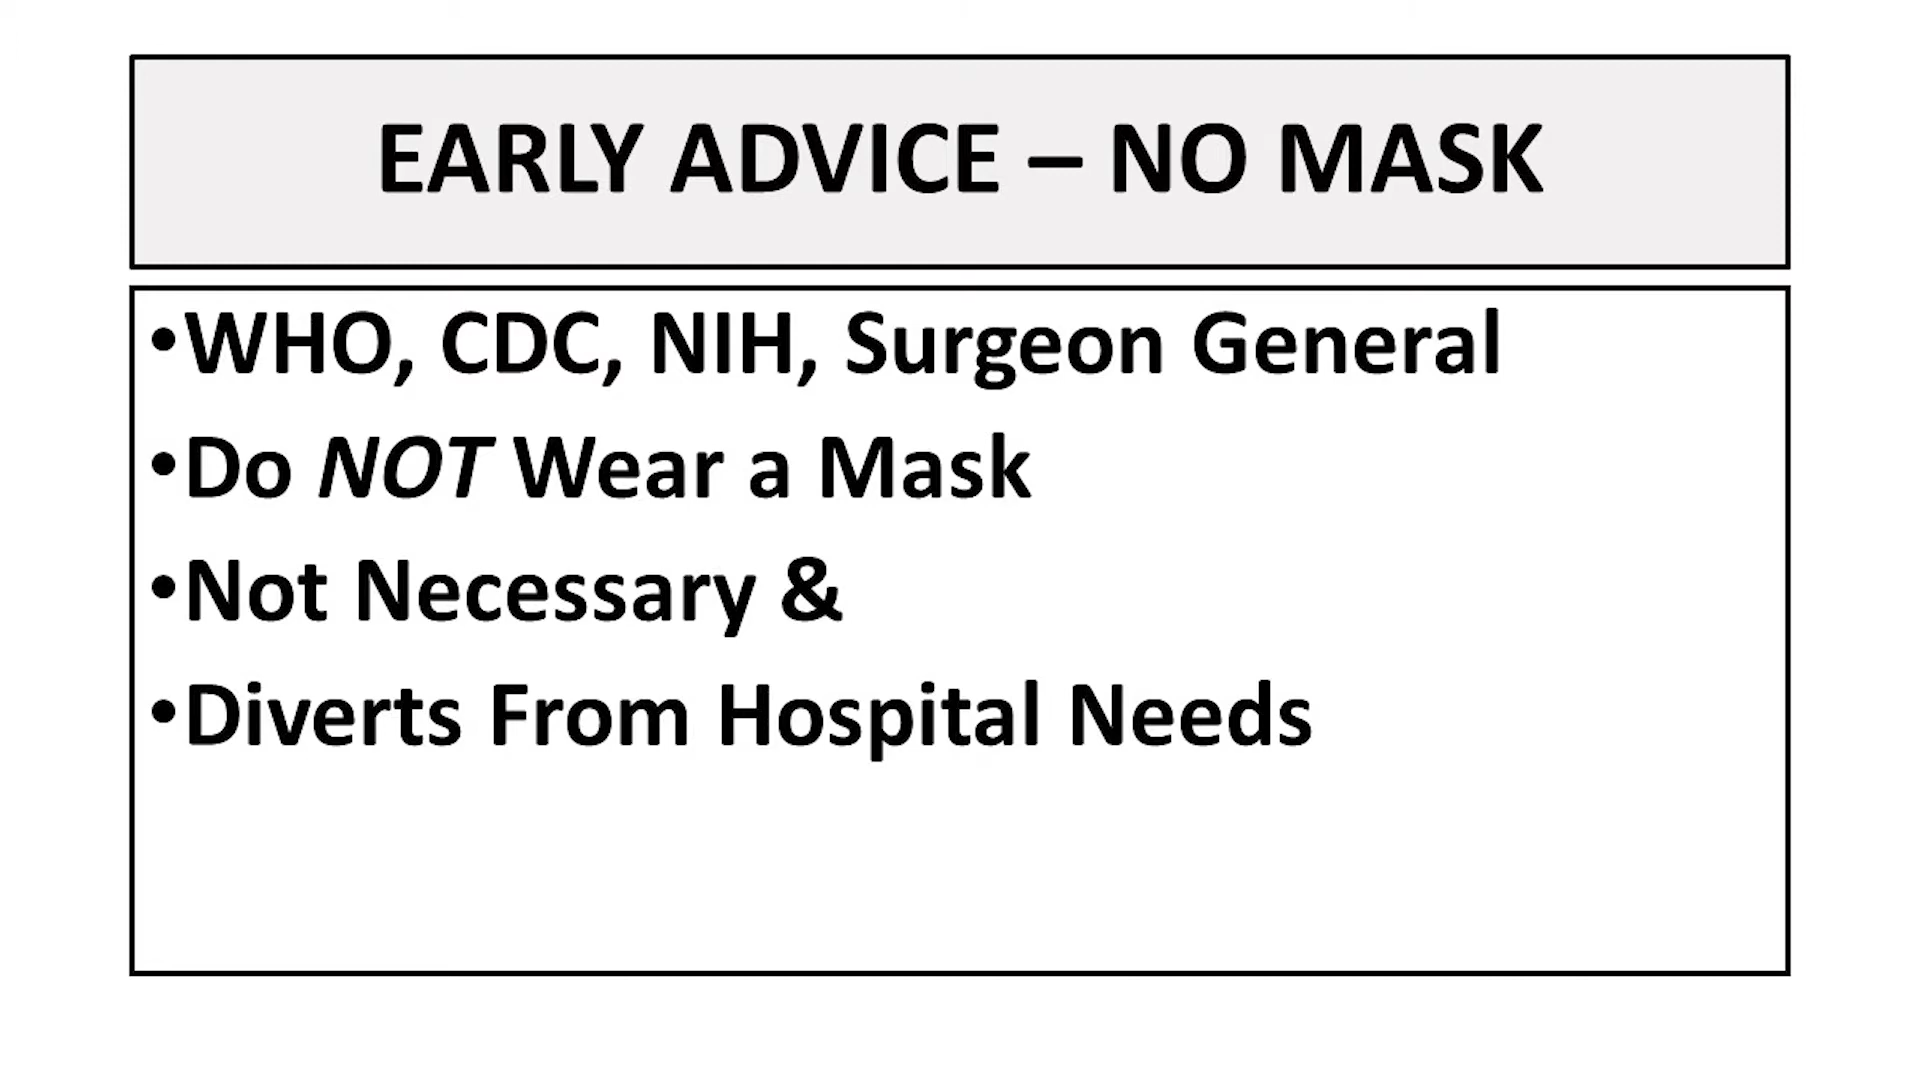 EARLY ADVICE – NO MASK
•WHO, CDC, NIH, Surgeon General
•Do NOT Wear a Mask
•Not Necessary &
•Diverts From Hospital Needs